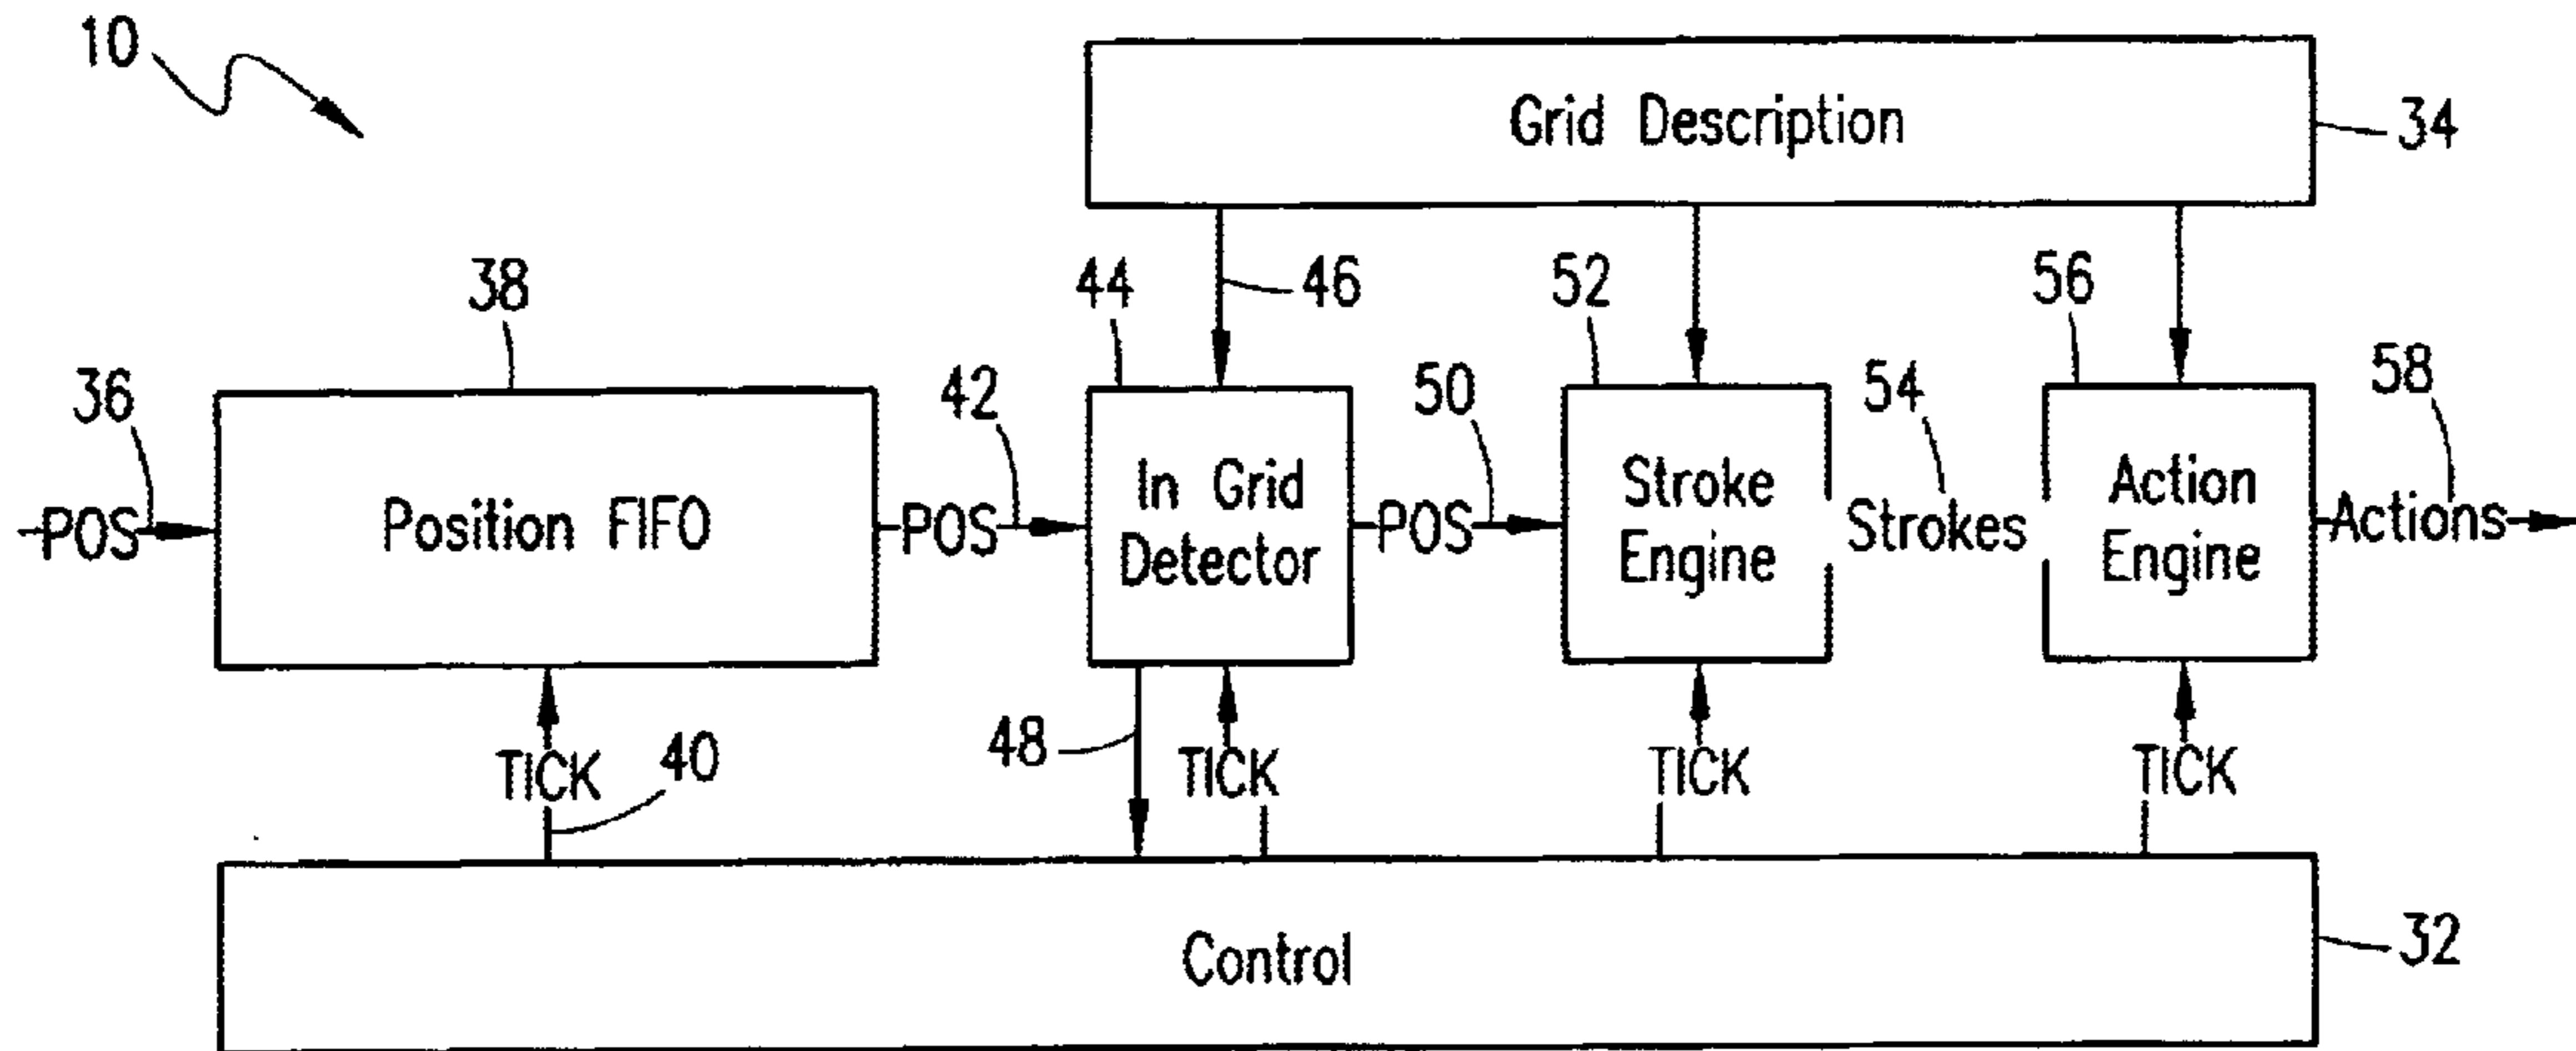 10
Grid Description
34
38
44
46
52
56
36
42
50
54
58
POS
Position FIFO
POS
In Grid
Detector
POS
Stroke
Engine
Strokes
Action
Engine
Actions
TICK
40
48
TICK
TICK
TICK
Control
32